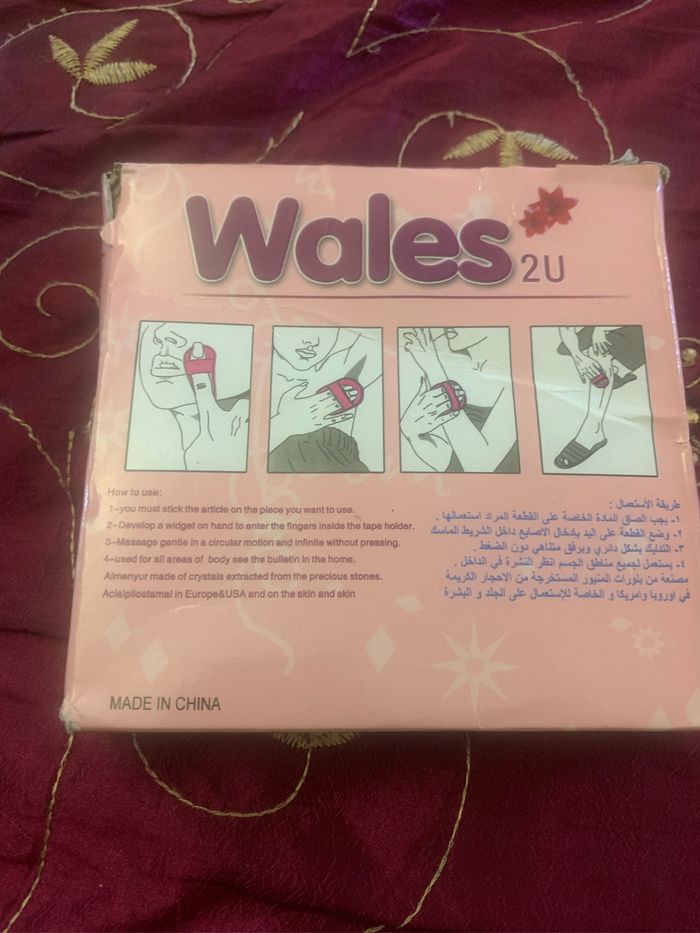 Wales 2U
How to use:
1-you must stick the article on the piece you want to use.
2-Develop a widget on hand to enter the fingers inside the tape holder.
3-Massage gentle in a circular motion and infinite without pressing.
4-used for all areas of body see the bulletin in the home.
Almenyur made of crystals extracted from the precious stones.
Aciaipliostamal in Europe&USA and on the skin and skin
طريقة الأستعمال :
١- يجب الصاق المادة الخاصة على القطعة المراد استعمالها .
٢- وضع القطعة على اليد بادخال الاصابع داخل الشريط الماسك
٣- التدليك بشكل دائري وبرفق متناهي دون الضغط .
٤- يستعمل لجميع مناطق الجسم انظر النشرة في الداخل .
مصنعة من بلورات المنيور المستخرجة من الاحجار الكريمة
في اوروبا وامريكا و الخاصة للإستعمال على الجلد و البشرة
MADE IN CHINA